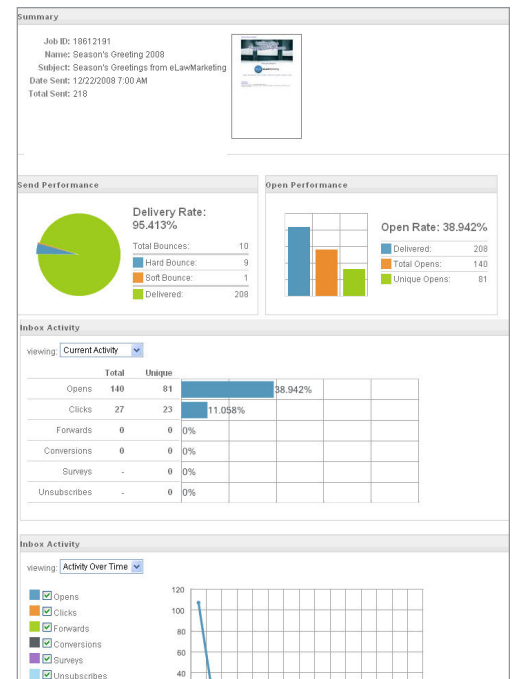 Summary
Job ID: 18612191
Name: Season's Greeting 2008
Subject: Season's Greetings from eLawMarketing
Date Sent: 12/22/2008 7:00 AM
Total Sent: 218
Send Performance
Delivery Rate:
95.413%
Total Bounces: 10
Hard Bounce: 9
Soft Bounce: 1
Delivered: 208
Open Performance
Open Rate: 38.942%
Delivered: 208
Total Opens: 140
Unique Opens: 81
Inbox Activity
viewing: Current Activity
Total Unique
Opens 140 81 38.942%
Clicks 27 23 11.058%
Forwards 0 0 0%
Conversions 0 0 0%
Surveys - 0 0%
Unsubscribes - 0 0%
Inbox Activity
viewing: Activity Over Time
Opens
Clicks
Forwards
Conversions
Surveys
Unsubscribes
120
100
80
60
40